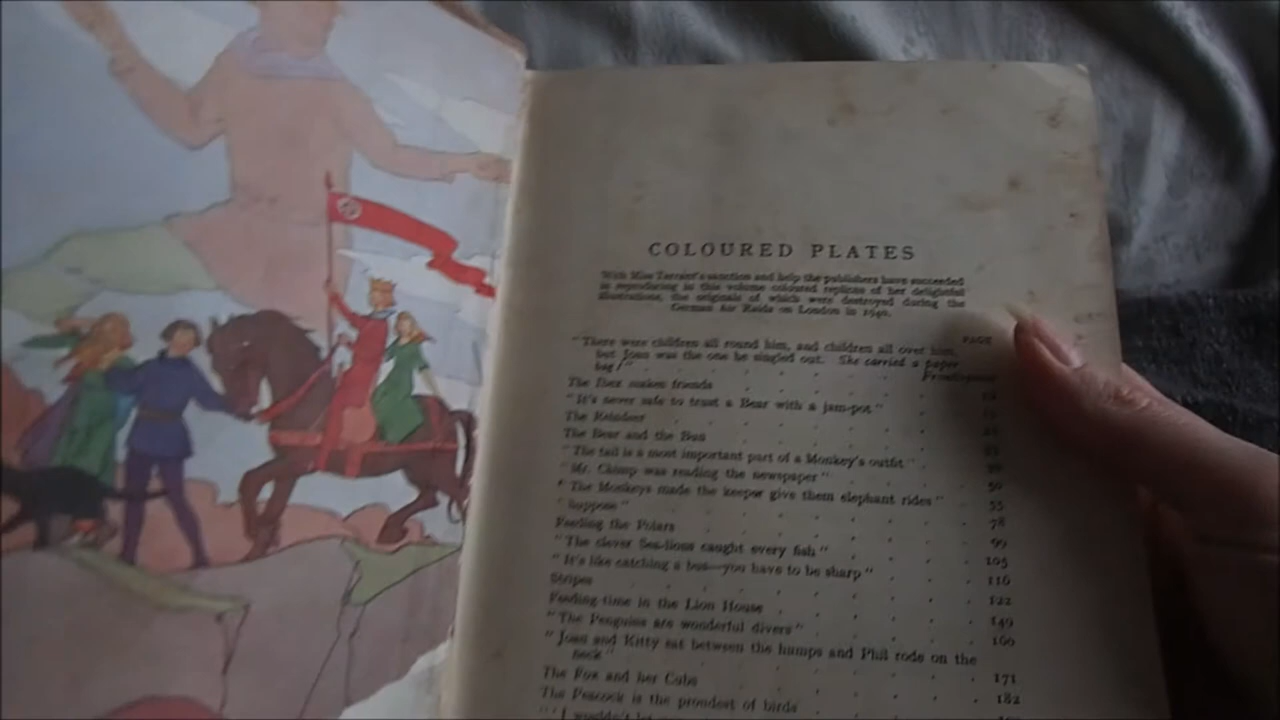 COLOURED PLATES
With Miss Tarrant's sanction and help the publishers have succeeded
in reproducing in this volume coloured replicas of her delightful
illustrations, the originals of which were destroyed during the
German Air Raids on London in 1940.
PAGE
"There were children all round him, and children all over him,
but Joan was the one he singled out. She carried a paper
bag!" . . . . . . Frontispiece
The Ibex makes friends
"It's never safe to trust a Bear with a jam-pot"
The Reindeer
The Bear and the Bun
"The tail is a most important part of a Monkey's outfit"
"Mr. Chimp was reading the newspaper" 50
"The Monkeys made the keeper give them elephant rides" 55
"Suppose" 78
Feeding the Polars 99
"The clever Sea-lions caught every fish" 105
"It's like catching a bus—you have to be sharp" 116
Stripes 122
Feeding-time in the Lion House 149
"The Penguins are wonderful divers" 160
"Joan and Kitty sat between the humps and Phil rode on the
neck" 171
The Fox and her Cubs 182
The Peacock is the proudest of birds
"'I wouldn't let